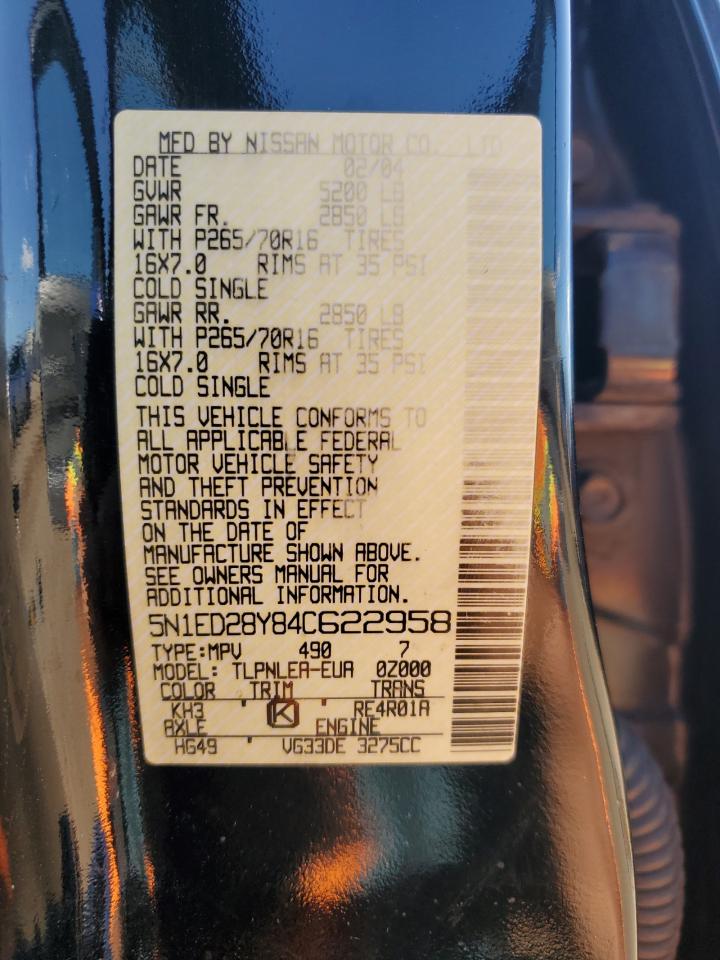 MFD BY NISSAN MOTOR CO., LTD
DATE 02/04
GVWR 5200 LB
GAWR FR. 2850 LB
WITH P265/70R16 TIRES
16X7.0 RIMS AT 35 PSI
COLD SINGLE
GAWR RR. 2850 LB
WITH P265/70R16 TIRES
16X7.0 RIMS AT 35 PSI
COLD SINGLE
THIS VEHICLE CONFORMS TO
ALL APPLICABLE FEDERAL
MOTOR VEHICLE SAFETY
AND THEFT PREVENTION
STANDARDS IN EFFECT
ON THE DATE OF
MANUFACTURE SHOWN ABOVE.
SEE OWNERS MANUAL FOR
ADDITIONAL INFORMATION.
5N1ED28Y84C622958
TYPE:MPV 490 7
MODEL: TLPNLEA-EUA 0Z000
COLOR TRIM TRANS
KH3 ' K RE4R01A
AXLE ENGINE
HG49 ' VG33DE 3275CC